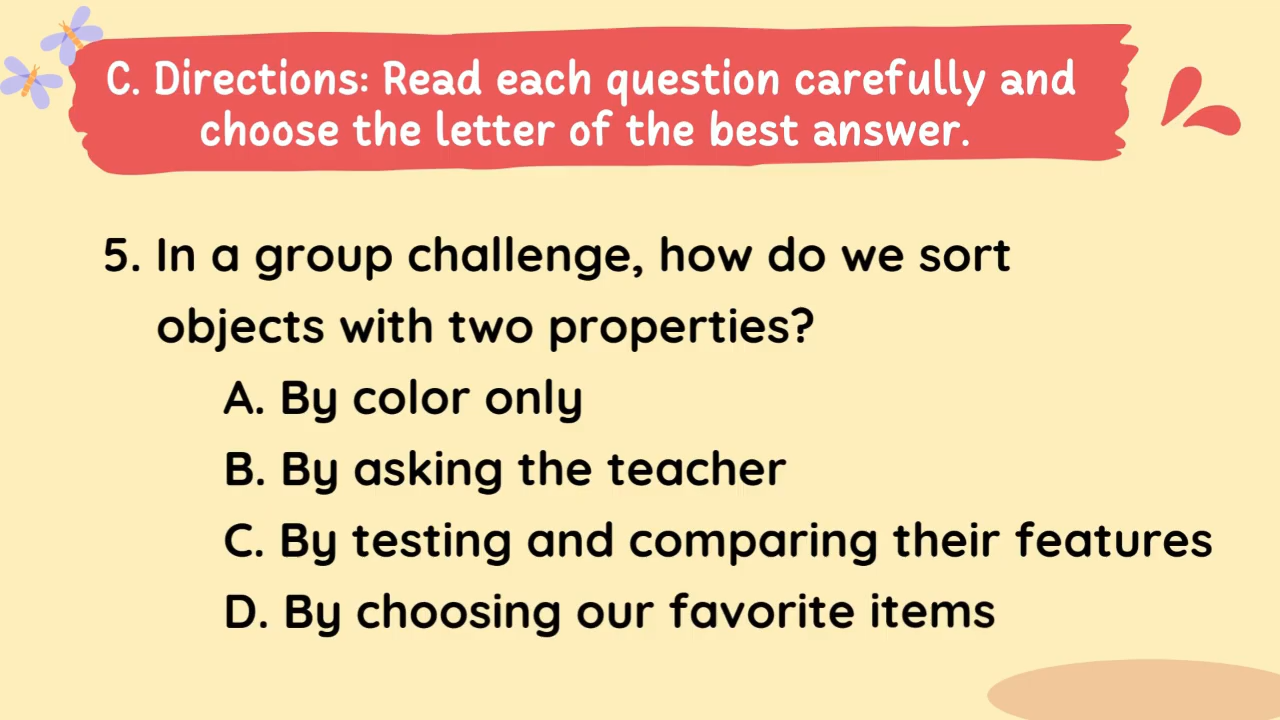 C. Directions: Read each question carefully and
choose the letter of the best answer.
5. In a group challenge, how do we sort
objects with two properties?
A. By color only
B. By asking the teacher
C. By testing and comparing their features
D. By choosing our favorite items